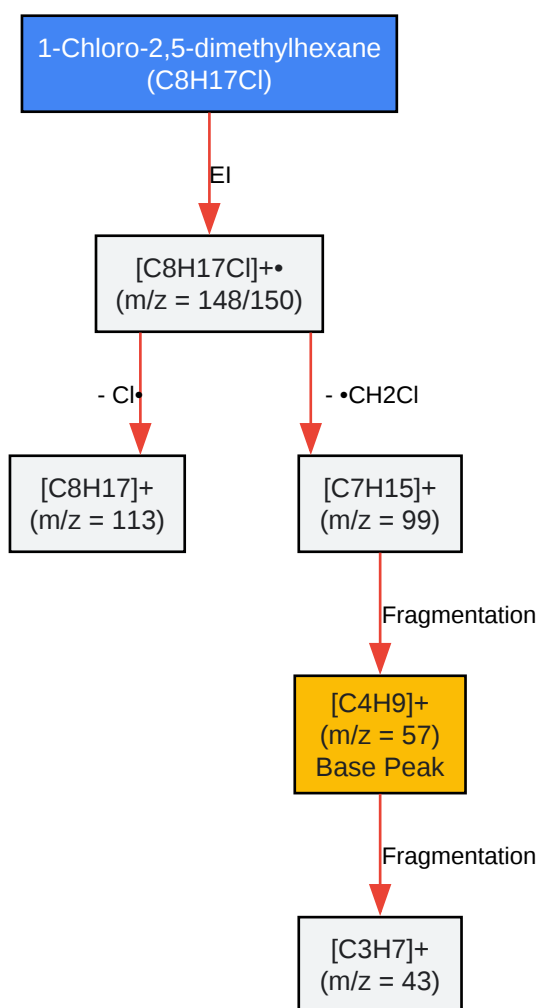 1-Chloro-2,5-dimethylhexane
(C8H17Cl)
EI
[C8H17Cl]+•
(m/z = 148/150)
- Cl•
- •CH2Cl
[C8H17]+
(m/z = 113)
[C7H15]+
(m/z = 99)
Fragmentation
[C4H9]+
(m/z = 57)
Base Peak
Fragmentation
[C3H7]+
(m/z = 43)